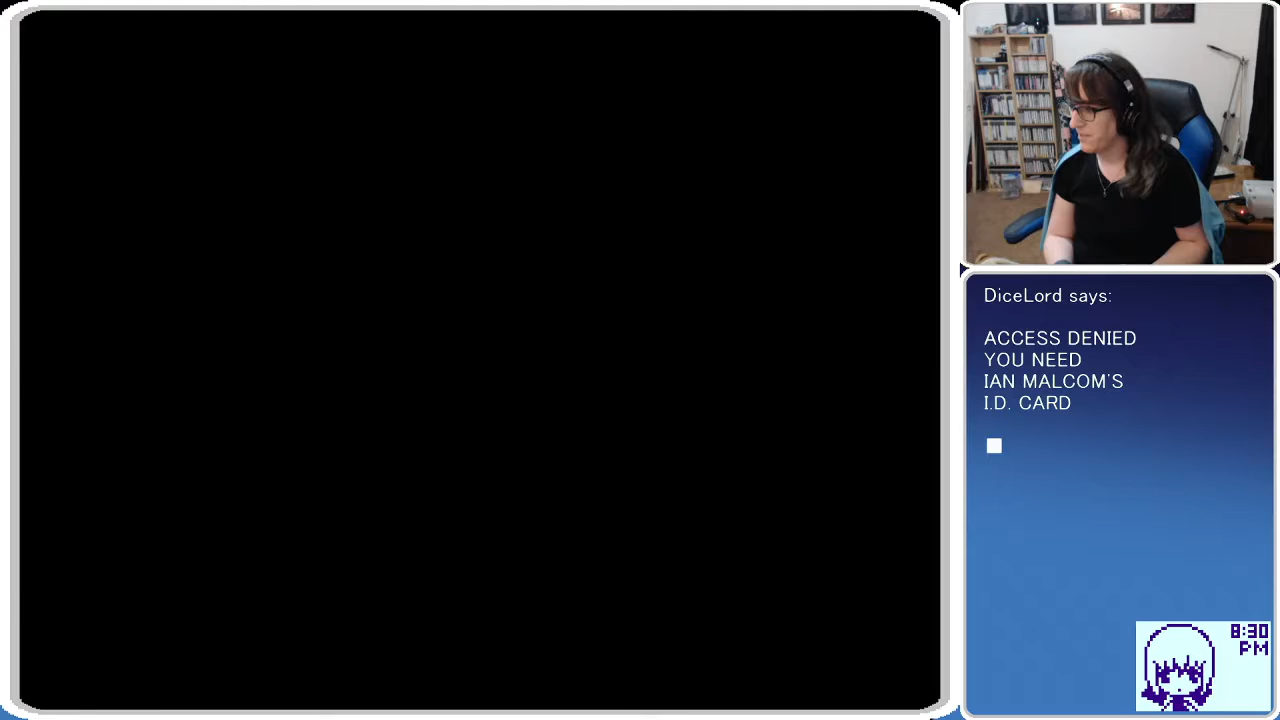 DiceLord says:
ACCESS DENIED
YOU NEED
IAN MALCOM'S
I.D. CARD
8:30
PM